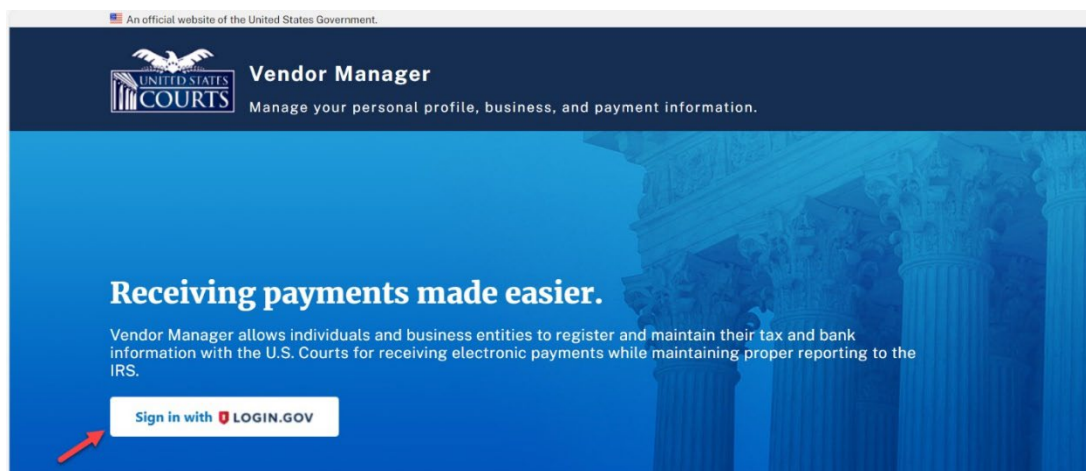 An official website of the United States Government.
UNITED STATES
COURTS
Vendor Manager
Manage your personal profile, business, and payment information.
Receiving payments made easier.
Vendor Manager allows individuals and business entities to register and maintain their tax and bank
information with the U.S. Courts for receiving electronic payments while maintaining proper reporting to the
IRS.
Sign in with LOGIN.GOV